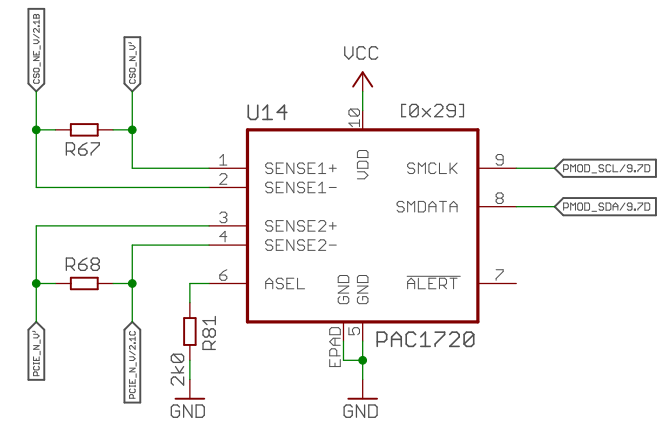 CSO_NE_V/2.1B
CSO_N_V'
VCC
U14
10
[0x29]
R67
1
SENSE1+
VDD
SMCLK
9
PMOD_SCL/9.7D
2
SENSE1-
3
SENSE2+
SMDATA
8
PMOD_SDA/9.7D
4
SENSE2-
R68
6
ASEL
GND
GND
ALERT
7
PCIE_N_V'
PCIE_N_V/2.1C
R81
2k0
EPAD
5
PAC1720
GND
GND